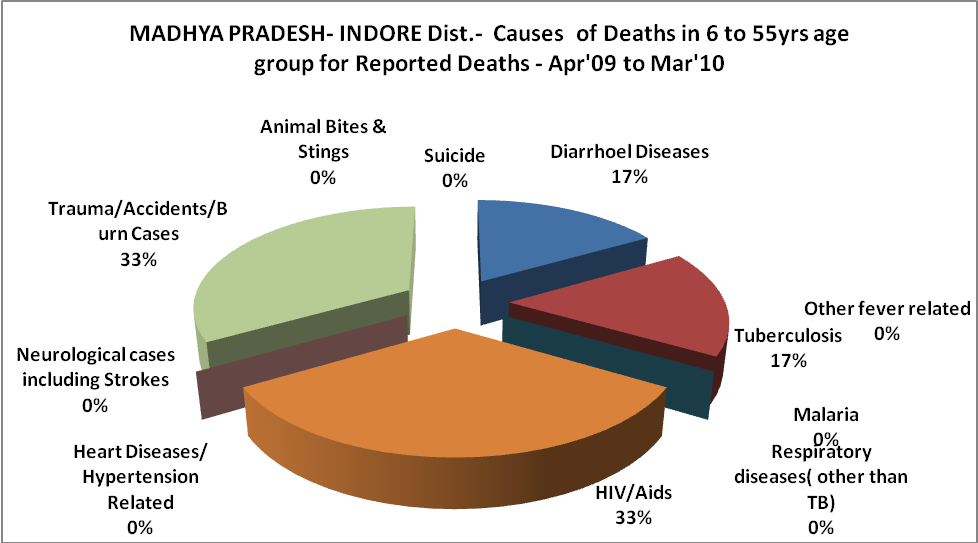 MADHYA PRADESH- INDORE Dist.- Causes of Deaths in 6 to 55yrs age
group for Reported Deaths - Apr'09 to Mar'10
Animal Bites &
Stings
0%
Suicide
0%
Diarrhoel Diseases
17%
Trauma/Accidents/B
urn Cases
33%
Other fever related
0%
Tuberculosis
17%
Neurological cases
including Strokes
0%
Malaria
0%
Heart Diseases/
Hypertension
Related
0%
HIV/Aids
33%
Respiratory
diseases( other than
TB)
0%